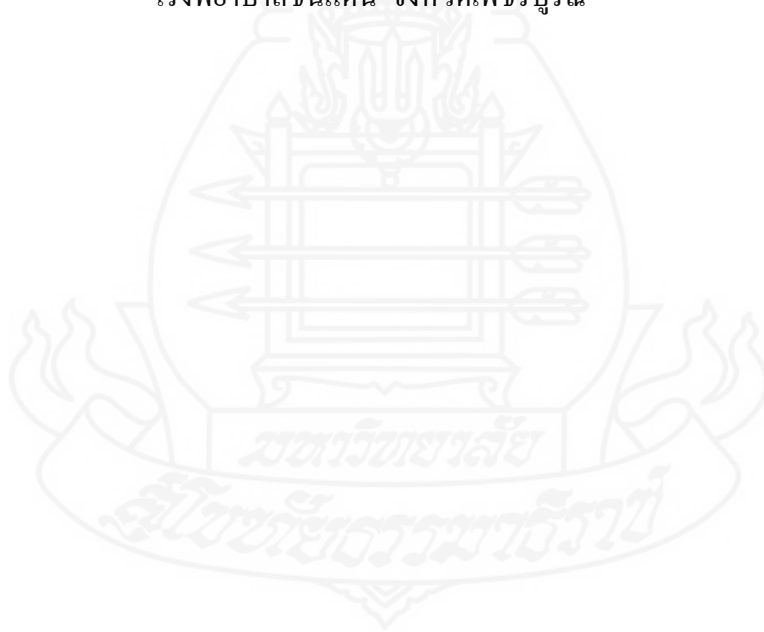 โรงพยาบาลชนแดน จังหวัดเพชรบูรณ์
มหาวิทยาลัย
สุโขทัยธรรมาธิราช